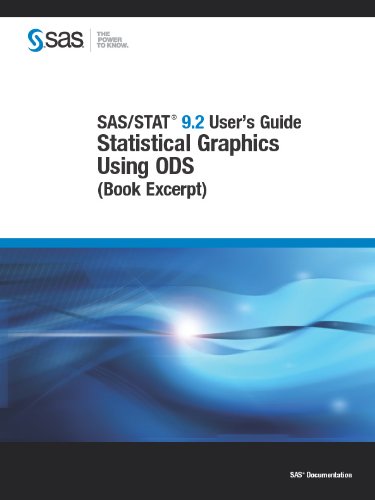 sas
THE
POWER
TO KNOW.
SAS/STAT® 9.2 User's Guide
Statistical Graphics
Using ODS
(Book Excerpt)
SAS® Documentation